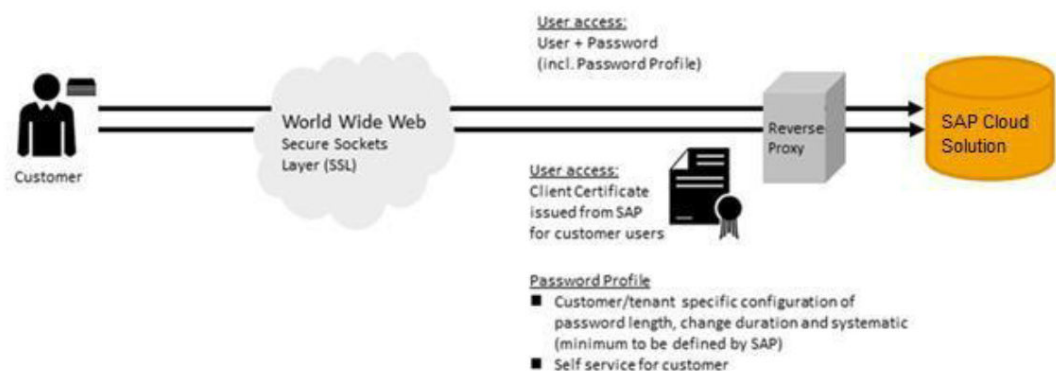 User access:
User + Password
(incl. Password Profile)
World Wide Web
Secure Sockets
Layer (SSL)
Reverse
Proxy
SAP Cloud
Solution
Customer
User access:
Client Certificate
issued from SAP
for customer users
Password Profile
■ Customer/tenant specific configuration of
password length, change duration and systematic
(minimum to be defined by SAP)
■ Self service for customer